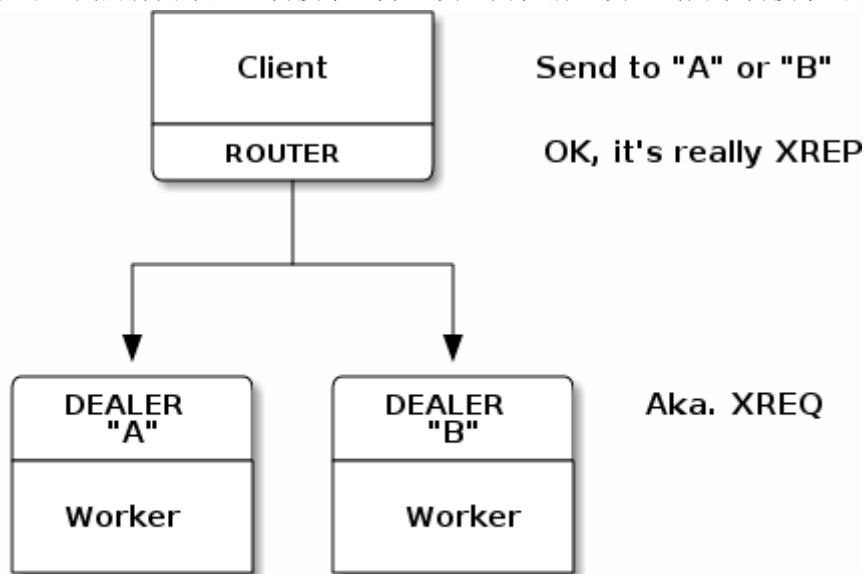 Client
Send to "A" or "B"
ROUTER
OK, it's really XREP
DEALER
"A"
DEALER
"B"
Aka. XREQ
Worker
Worker